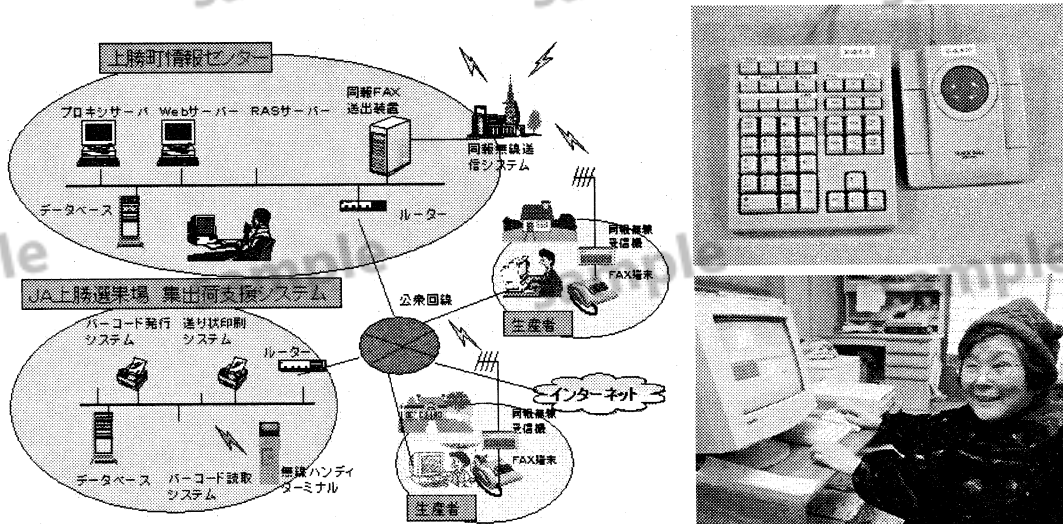 上勝町情報センター
プロキシサーバ Webサーバー RASサーバー
同報FAX
送出装置
同報無線送
信システム
データベース
ルーター
同報無線
受信機
FAX端末
生産者
JA上勝選果場 集出荷支援システム
バーコード発行
システム
送り状印刷
システム
ルーター
公衆回線
インターネット
同報無線
受信機
FAX端末
データベース
バーコード読取
システム
無線ハンディ
ターミナル
生産者
sample
sample
sample
sample